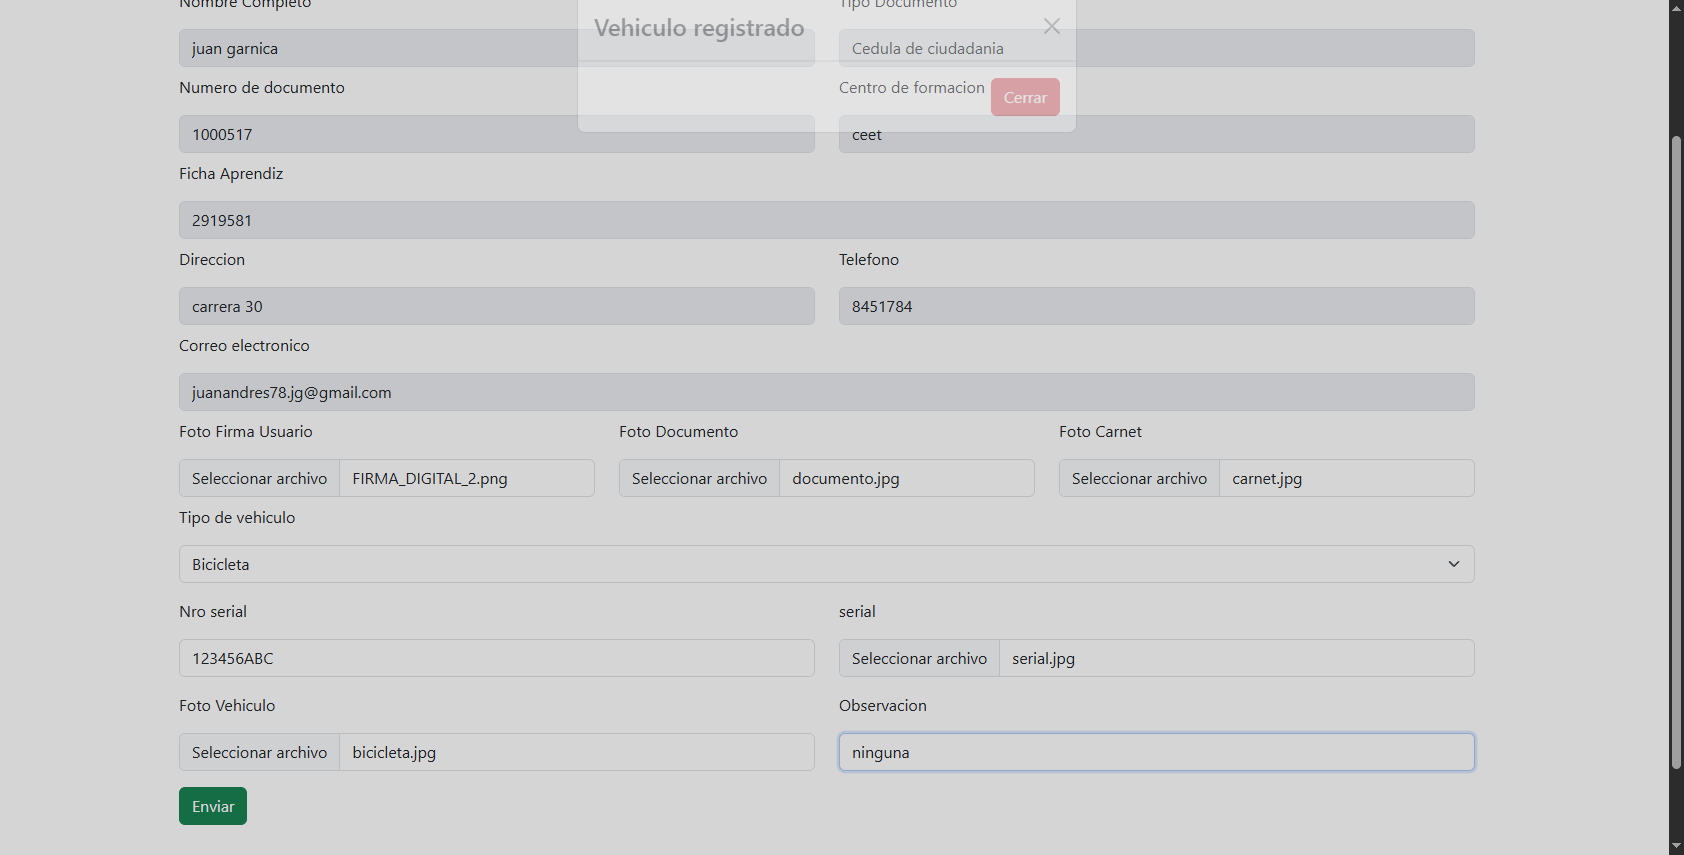 Nombre Completo
Tipo Documento
Vehiculo registrado
juan garnica
Cedula de ciudadania
Numero de documento
Centro de formacion
Cerrar
1000517
ceet
Ficha Aprendiz
2919581
Direccion
Telefono
carrera 30
8451784
Correo electronico
juanandres78.jg@gmail.com
Foto Firma Usuario
Foto Documento
Foto Carnet
Seleccionar archivo FIRMA_DIGITAL_2.png
Seleccionar archivo documento.jpg
Seleccionar archivo carnet.jpg
Tipo de vehiculo
Bicicleta
Nro serial
serial
123456ABC
Seleccionar archivo serial.jpg
Foto Vehiculo
Observacion
Seleccionar archivo bicicleta.jpg
ninguna
Enviar